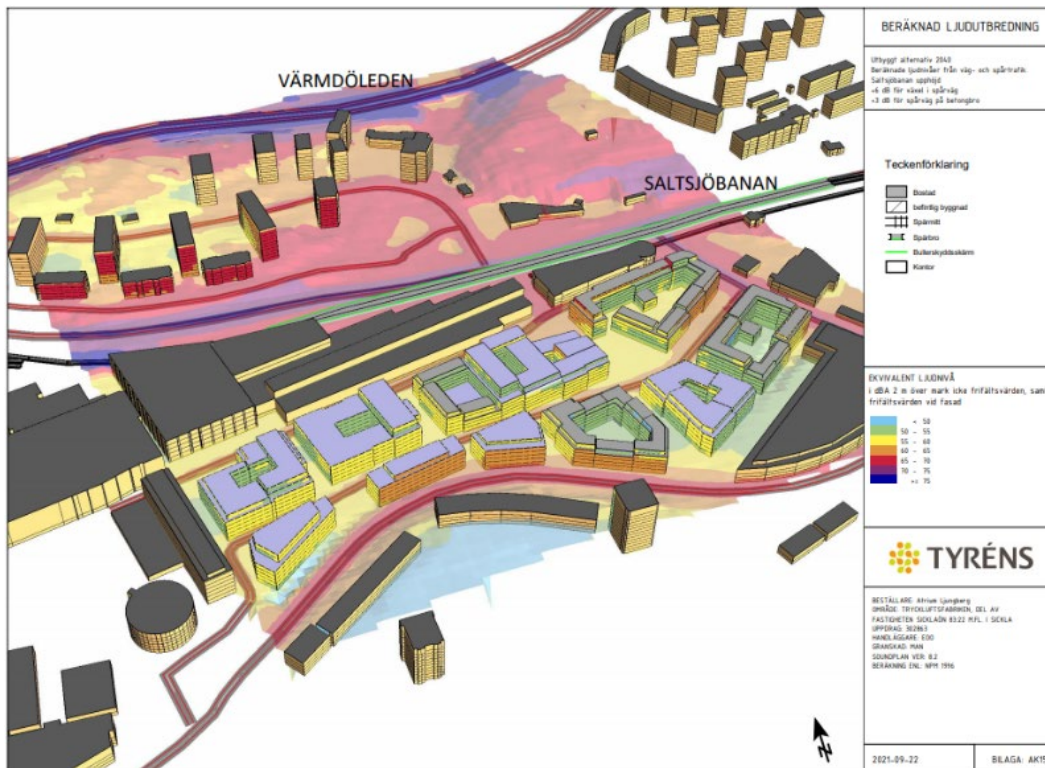 VÄRMDÖLEDEN
SALTSJÖBANAN
BERÄKNAD LJUDUTBREDNING
Utbyggt alternativ 2040
Beräknade ljudnivåer från väg- och spårtrafik
Saltsjöbanan upphöjd
+6 dB för växel i spårväg
+3 dB för spårväg på betongbro
Teckenförklaring
Bostad
befintlig byggnad
Spårmitt
Spårbro
Bullerskyddsskärm
Kontor
EKVIVALENT LJUDNIVÅ
i dBA 2 m över mark icke frifältsvärden, sam
frifältsvärden vid fasad
< 50
50 - 55
55 - 60
60 - 65
65 - 70
70 - 75
>= 75
TYRÉNS
BESTÄLLARE: Atrium Ljungberg
OMRÅDE: TRYCKLUFTSFABRIKEN, DEL AV
FASTIGHETEN SICKLAÖN 83:22 M.FL. I SICKLA
UPPDRAG: 302863
HANDLÄGGARE: EOO
GRANSKAD: MAN
SOUNDPLAN VER: 8.2
BERÄKNING ENL: NPM 1996
N
2021-09-22
BILAGA: AK15